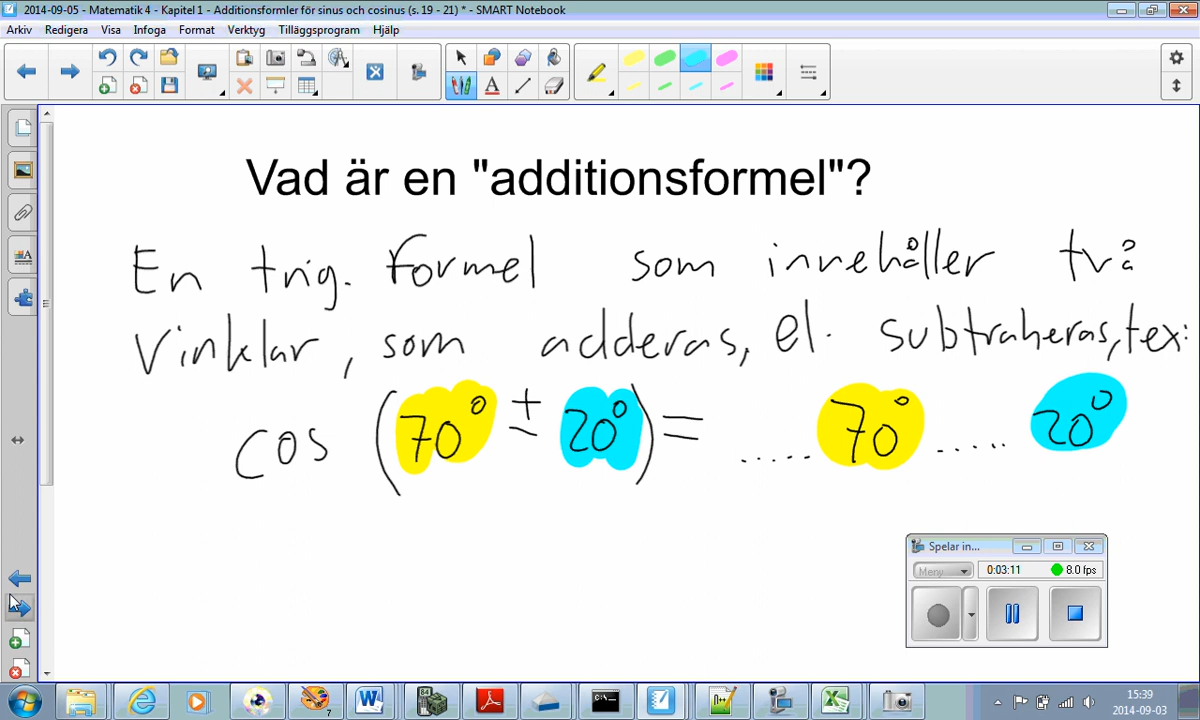 2014-09-05 - Matematik 4 - Kapitel 1 - Additionsformler för sinus och cosinus (s. 19 - 21) * - SMART Notebook
Arkiv Redigera Visa Infoga Format Verktyg Tilläggsprogram Hjälp
Vad är en "additionsformel"?
En trig. formel som innehåller två
vinklar, som adderas, el. subtraheras, tex:
cos (70° ± 20°) = ..... 70° ..... 20°
Spelar in...
Meny 0:03:11 8.0 fps
15:39
2014-09-03